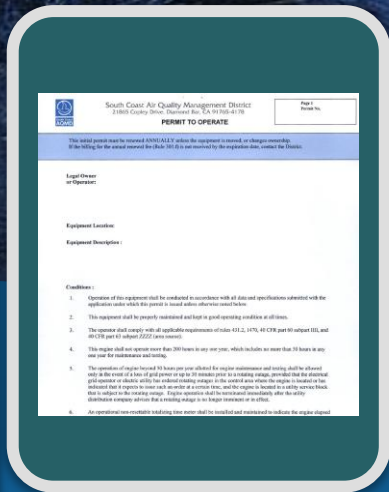 South Coast Air Quality Management District
21865 Copley Drive, Diamond Bar, CA 91765-4178
PERMIT TO OPERATE
Page 1
Permit No.
This initial permit must be renewed ANNUALLY unless the equipment is moved, or changes ownership.
If the billing for the annual renewal fee (Rule 301.f) is not received by the expiration date, contact the District.
Legal Owner
or Operator:
Equipment Location:
Equipment Description :
Conditions :
1. Operation of this equipment shall be conducted in accordance with all data and specifications submitted with the
application under which this permit is issued unless otherwise noted below.
2. This equipment shall be properly maintained and kept in good operating condition at all times.
3. The operator shall comply with all applicable requirements of rules 431.2, 1470, 40 CFR part 60 subpart IIII, and
40 CFR part 63 subpart ZZZZ (area source).
4. This engine shall not operate more than 200 hours in any one year, which includes no more than 50 hours in any
one year for maintenance and testing.
5. The operation of engine beyond 50 hours per year allotted for engine maintenance and testing shall be allowed
only in the event of a loss of grid power or up to 30 minutes prior to a rotating outage, provided that the electrical
grid operator or electric utility has ordered rotating outages in the control area where the engine is located or has
indicated that it expects to issue such an order at a certain time, and the engine is located in a utility service block
that is subject to the rotating outage. Engine operation shall be terminated immediately after the utility
distribution company advises that a rotating outage is no longer imminent or in effect.
6. An operational non-resettable totalizing time meter shall be installed and maintained to indicate the engine elapsed